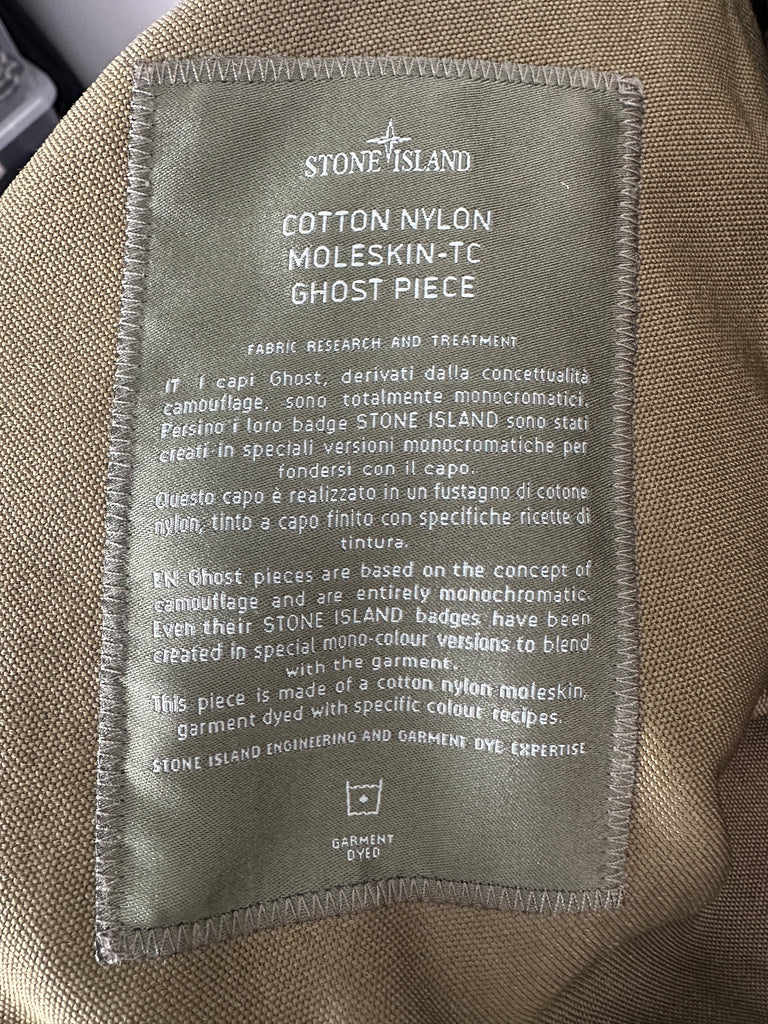 STONE ISLAND
COTTON NYLON
MOLESKIN-TC
GHOST PIECE
FABRIC RESEARCH AND TREATMENT
IT I capi Ghost, derivati dalla concettualità
camouflage, sono totalmente monocromatici.
Persino i loro badge STONE ISLAND sono stati
creati in speciali versioni monocromatiche per
fondersi con il capo.
Questo capo è realizzato in un fustagno di cotone
nylon, tinto a capo finito con specifiche ricette di
tintura.
EN Ghost pieces are based on the concept of
camouflage and are entirely monochromatic.
Even their STONE ISLAND badges have been
created in special mono-colour versions to blend
with the garment.
This piece is made of a cotton nylon moleskin,
garment dyed with specific colour recipes.
STONE ISLAND ENGINEERING AND GARMENT DYE EXPERTISE
GARMENT
DYED